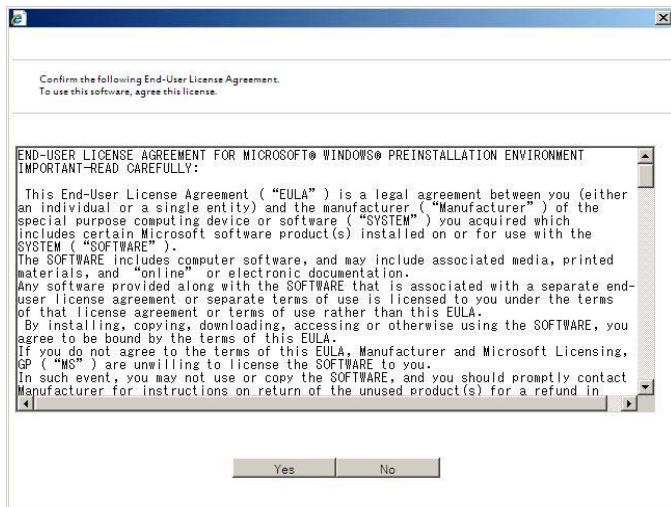 Confirm the following End-User License Agreement.
To use this software, agree this license.
END-USER LICENSE AGREEMENT FOR MICROSOFT® WINDOWS® PREINSTALLATION ENVIRONMENT
IMPORTANT-READ CAREFULLY:
This End-User License Agreement ( “EULA” ) is a legal agreement between you (either
an individual or a single entity) and the manufacturer ( “Manufacturer” ) of the
special purpose computing device or software ( “SYSTEM” ) you acquired which
includes certain Microsoft software product(s) installed on or for use with the
SYSTEM ( “SOFTWARE” ).
The SOFTWARE includes computer software, and may include associated media, printed
materials, and “online” or electronic documentation.
Any software provided along with the SOFTWARE that is associated with a separate end-
user license agreement or separate terms of use is licensed to you under the terms
of that license agreement or terms of use rather than this EULA.
By installing, copying, downloading, accessing or otherwise using the SOFTWARE, you
agree to be bound by the terms of this EULA.
If you do not agree to the terms of this EULA, Manufacturer and Microsoft Licensing,
GP ( “MS” ) are unwilling to license the SOFTWARE to you.
In such event, you may not use or copy the SOFTWARE, and you should promptly contact
Manufacturer for instructions on return of the unused product(s) for a refund in
Yes No